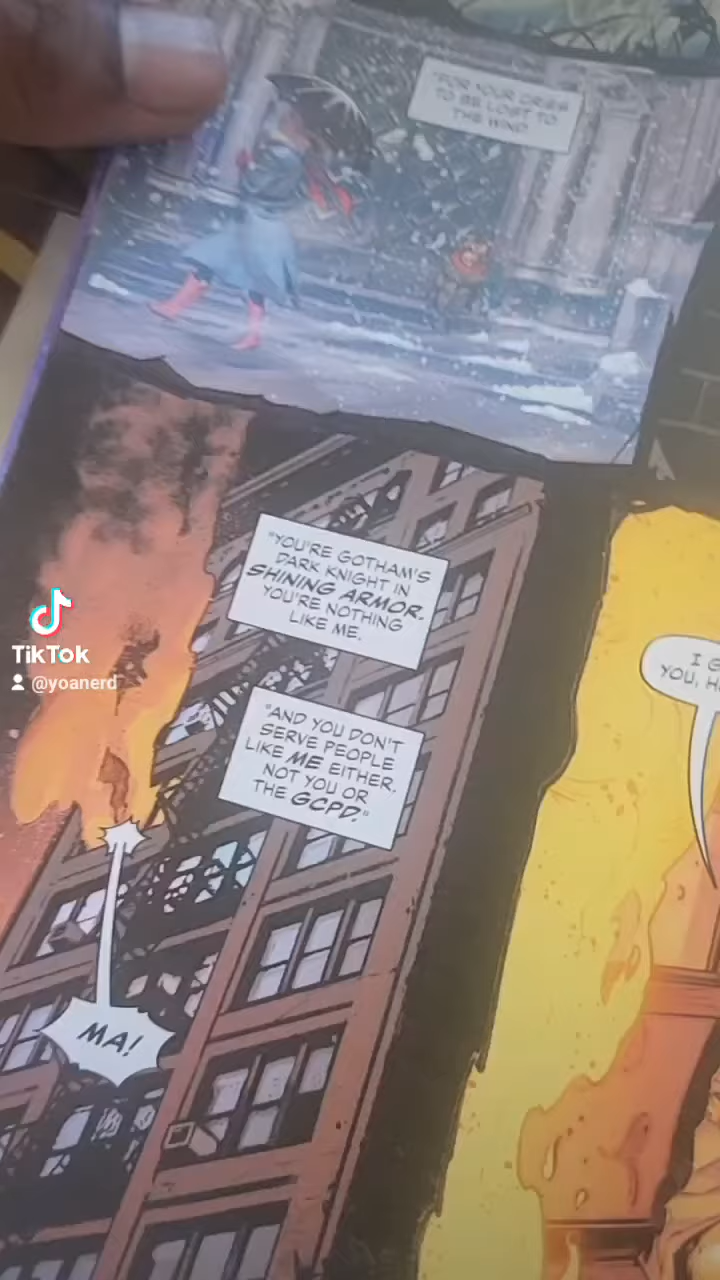 "FOR YOUR CRIES
TO BE LOST TO
THE WIND
"YOU'RE GOTHAM'S
DARK KNIGHT IN
SHINING ARMOR.
YOU'RE NOTHING
LIKE ME.
"AND YOU DON'T
SERVE PEOPLE
LIKE ME EITHER.
NOT YOU OR
THE GCPD."
I G
YOU, H
MA!
TikTok
@yoanerd